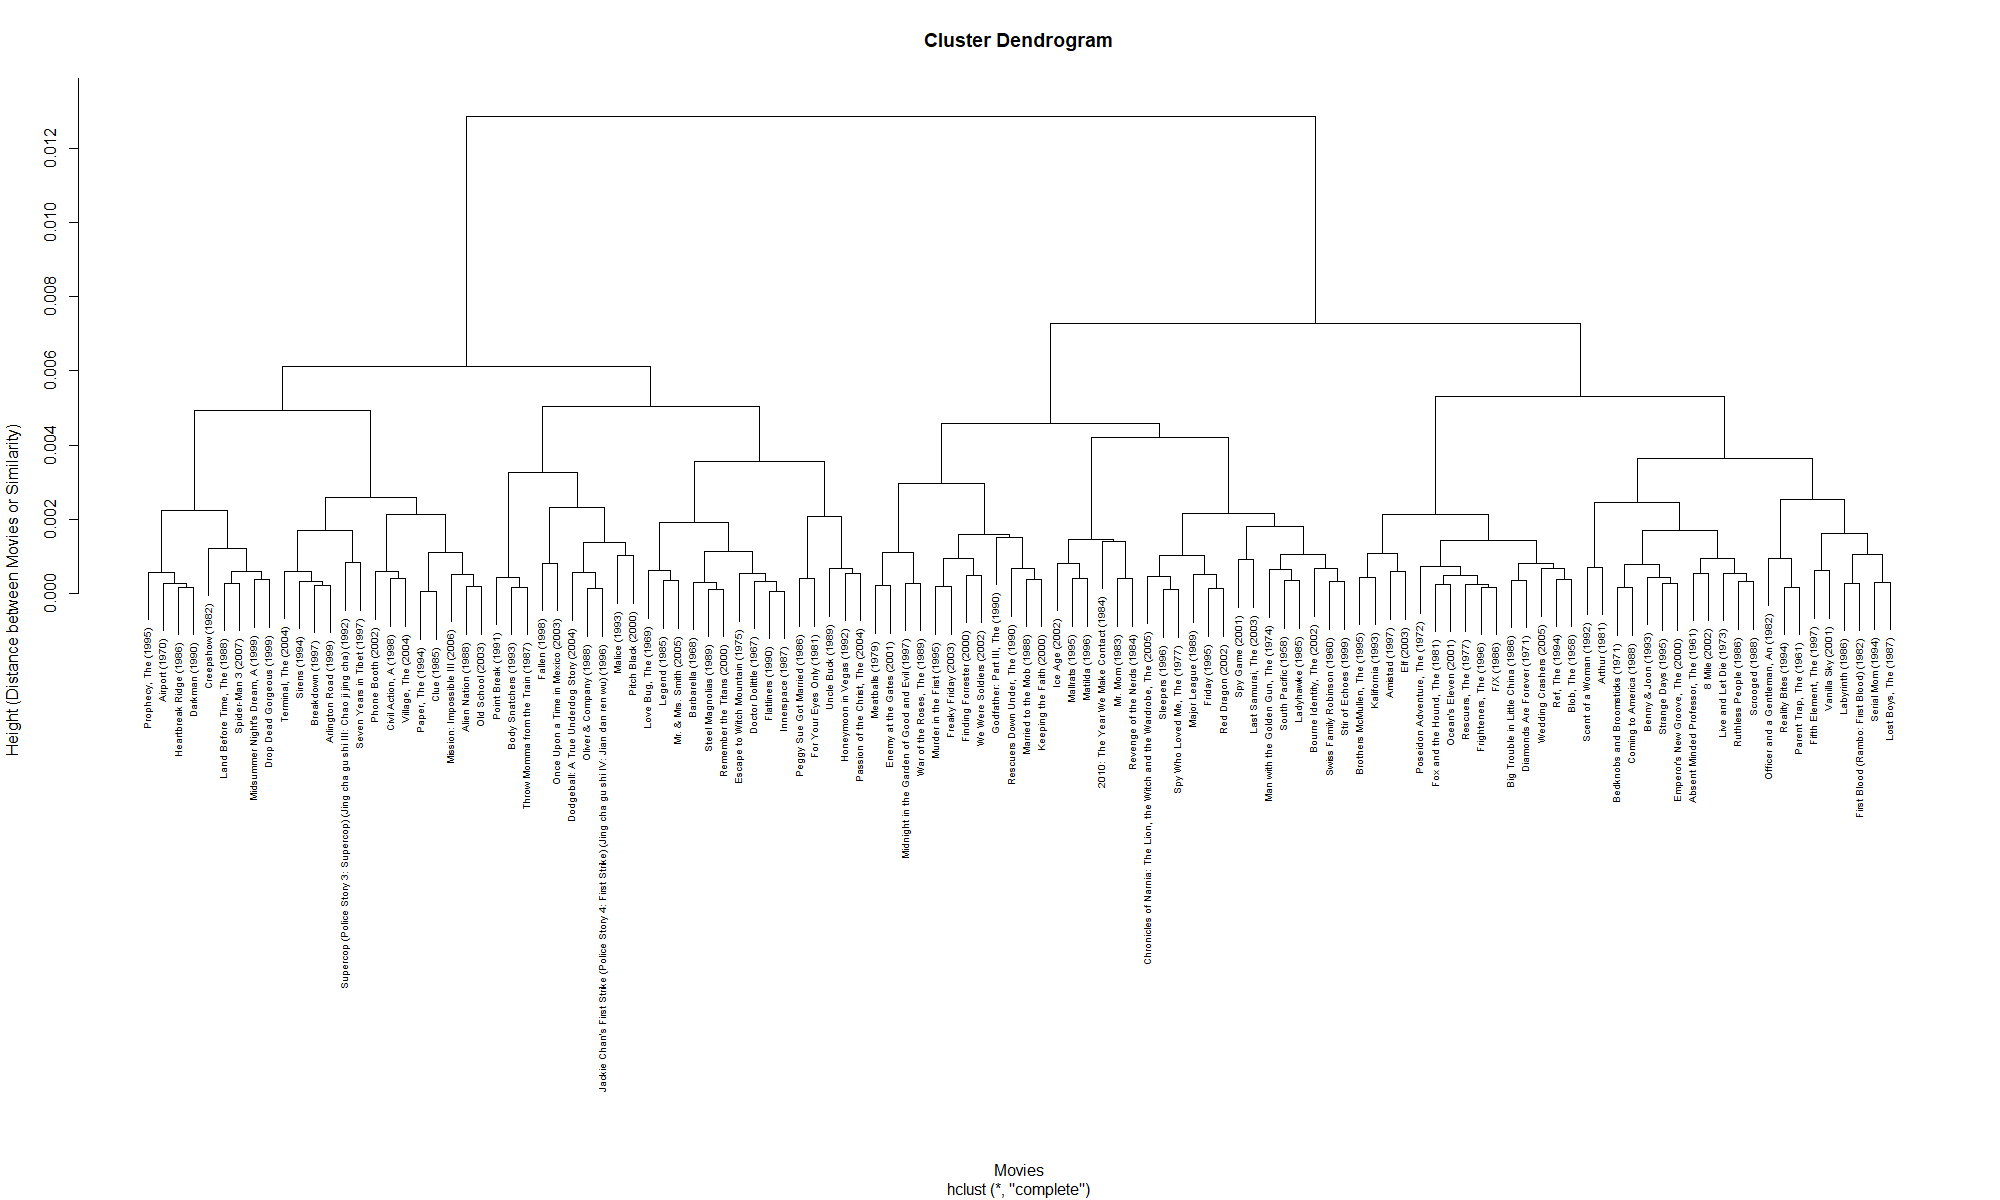 Cluster Dendrogram
Height (Distance between Movies or Similarity)
0.012
0.010
0.008
0.006
0.004
0.002
0.000
Prophecy, The (1995)
Airport (1970)
Heartbreak Ridge (1986)
Darkman (1990)
Creepshow (1982)
Land Before Time, The (1988)
Spider-Man 3 (2007)
Midsummer Night's Dream, A (1999)
Drop Dead Gorgeous (1999)
Terminal, The (2004)
Sirens (1994)
Breakdown (1997)
Arlington Road (1999)
Supercop (Police Story 3: Supercop) (Jing cha gu shi III: Chao ji jing cha) (1992)
Seven Years in Tibet (1997)
Phone Booth (2002)
Civil Action, A (1998)
Village, The (2004)
Paper, The (1994)
Clue (1985)
Mission: Impossible III (2006)
Alien Nation (1988)
Old School (2003)
Point Break (1991)
Body Snatchers (1993)
Throw Momma from the Train (1987)
Fallen (1998)
Once Upon a Time in Mexico (2003)
Dodgeball: A True Underdog Story (2004)
Oliver & Company (1988)
Jackie Chan's First Strike (Police Story 4: First Strike) (Jing cha gu shi IV: Jian dan ren wu) (1996)
Malice (1993)
Pitch Black (2000)
Love Bug, The (1969)
Legend (1985)
Mr. & Mrs. Smith (2005)
Barbarella (1968)
Steel Magnolias (1989)
Remember the Titans (2000)
Escape to Witch Mountain (1975)
Doctor Dolittle (1967)
Flatliners (1990)
Innerspace (1987)
Peggy Sue Got Married (1986)
For Your Eyes Only (1981)
Uncle Buck (1989)
Honeymoon in Vegas (1992)
Passion of the Christ, The (2004)
Meatballs (1979)
Enemy at the Gates (2001)
Midnight in the Garden of Good and Evil (1997)
War of the Roses, The (1989)
Murder in the First (1995)
Freaky Friday (2003)
Finding Forrester (2000)
We Were Soldiers (2002)
Godfather: Part III, The (1990)
Rescuers Down Under, The (1990)
Married to the Mob (1988)
Keeping the Faith (2000)
Ice Age (2002)
Mallrats (1995)
Matilda (1996)
2010: The Year We Make Contact (1984)
Mr. Mom (1983)
Revenge of the Nerds (1984)
Chronicles of Narnia: The Lion, the Witch and the Wardrobe, The (2005)
Sleepers (1996)
Spy Who Loved Me, The (1977)
Major League (1989)
Friday (1995)
Red Dragon (2002)
Spy Game (2001)
Last Samurai, The (2003)
Man with the Golden Gun, The (1974)
South Pacific (1958)
Ladyhawke (1985)
Bourne Identity, The (2002)
Swiss Family Robinson (1960)
Stir of Echoes (1999)
Brothers McMullen, The (1995)
Kalifornia (1993)
Amistad (1997)
Elf (2003)
Poseidon Adventure, The (1972)
Fox and the Hound, The (1981)
Ocean's Eleven (2001)
Rescuers, The (1977)
Frighteners, The (1996)
F/X (1986)
Big Trouble in Little China (1986)
Diamonds Are Forever (1971)
Wedding Crashers (2005)
Ref, The (1994)
Blob, The (1958)
Scent of a Woman (1992)
Arthur (1981)
Bedknobs and Broomsticks (1971)
Coming to America (1988)
Benny & Joon (1993)
Strange Days (1995)
Emperor's New Groove, The (2000)
Absent Minded Professor, The (1961)
8 Mile (2002)
Live and Let Die (1973)
Ruthless People (1986)
Scrooged (1988)
Officer and a Gentleman, An (1982)
Reality Bites (1994)
Parent Trap, The (1961)
Fifth Element, The (1997)
Vanilla Sky (2001)
Labyrinth (1986)
First Blood (Rambo: First Blood) (1982)
Serial Mom (1994)
Lost Boys, The (1987)
Movies
hclust (*, "complete")